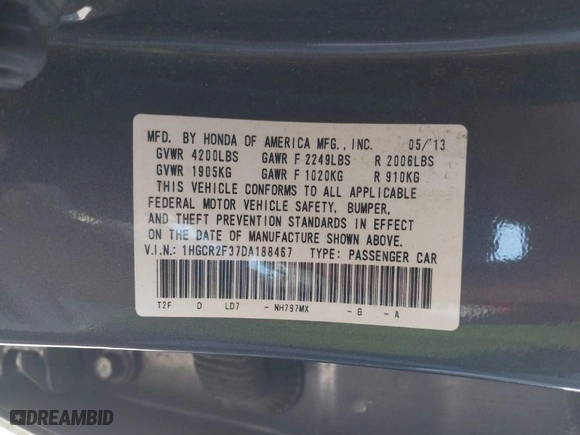 MFD. BY HONDA OF AMERICA MFG., INC. 05/'13
GVWR 4200LBS GAWR F 2249LBS R 2006LBS
GVWR 1905KG GAWR F 1020KG R 910KG
THIS VEHICLE CONFORMS TO ALL APPLICABLE
FEDERAL MOTOR VEHICLE SAFETY, BUMPER,
AND THEFT PREVENTION STANDARDS IN EFFECT
ON THE DATE OF MANUFACTURE SHOWN ABOVE.
V.I.N.: 1HGCR2F37DA188467 TYPE: PASSENGER CAR
T2F D LD7 - NH797MX - B - A
DREAMBID